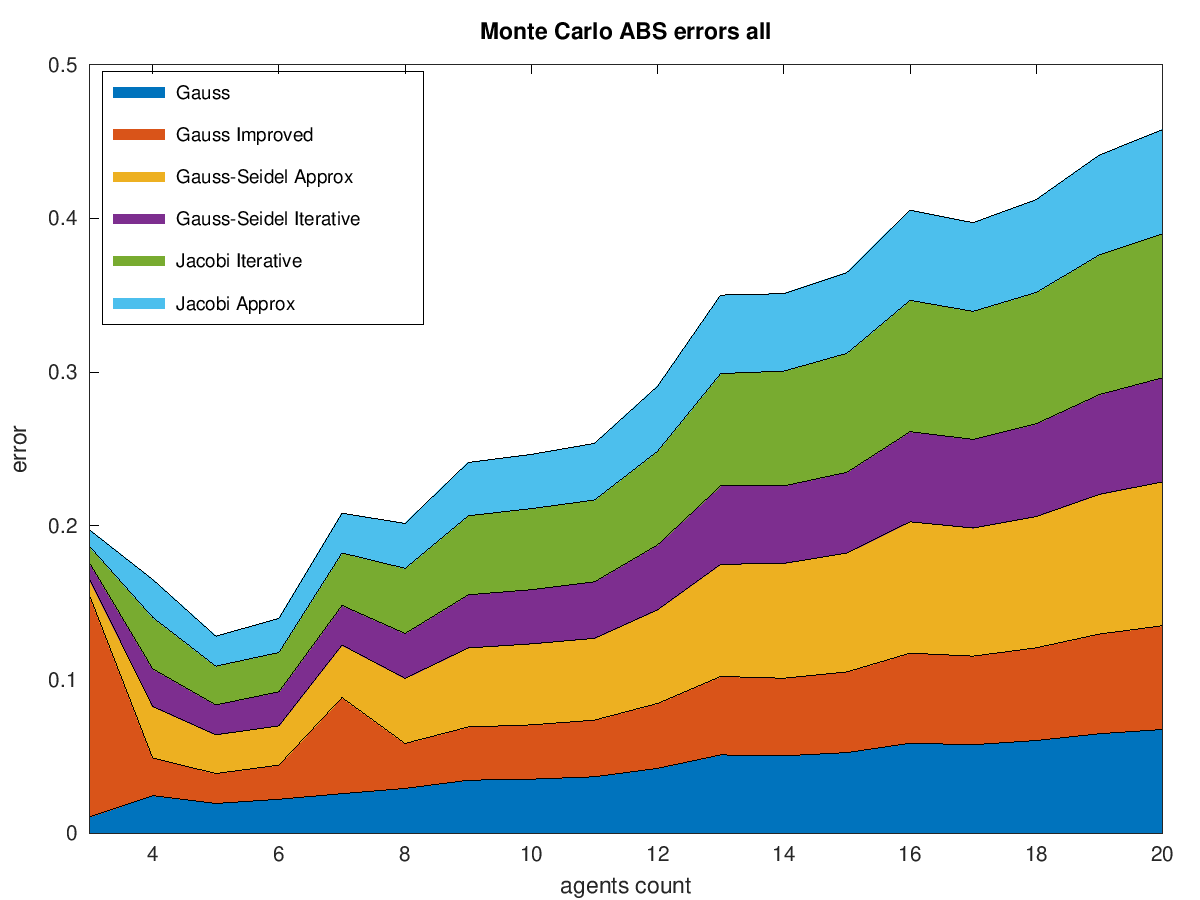 Monte Carlo ABS errors all
0.5
0.4
0.3
0.2
0.1
0
error
Gauss
Gauss Improved
Gauss-Seidel Approx
Gauss-Seidel Iterative
Jacobi Iterative
Jacobi Approx
4 6 8 10 12 14 16 18 20
agents count